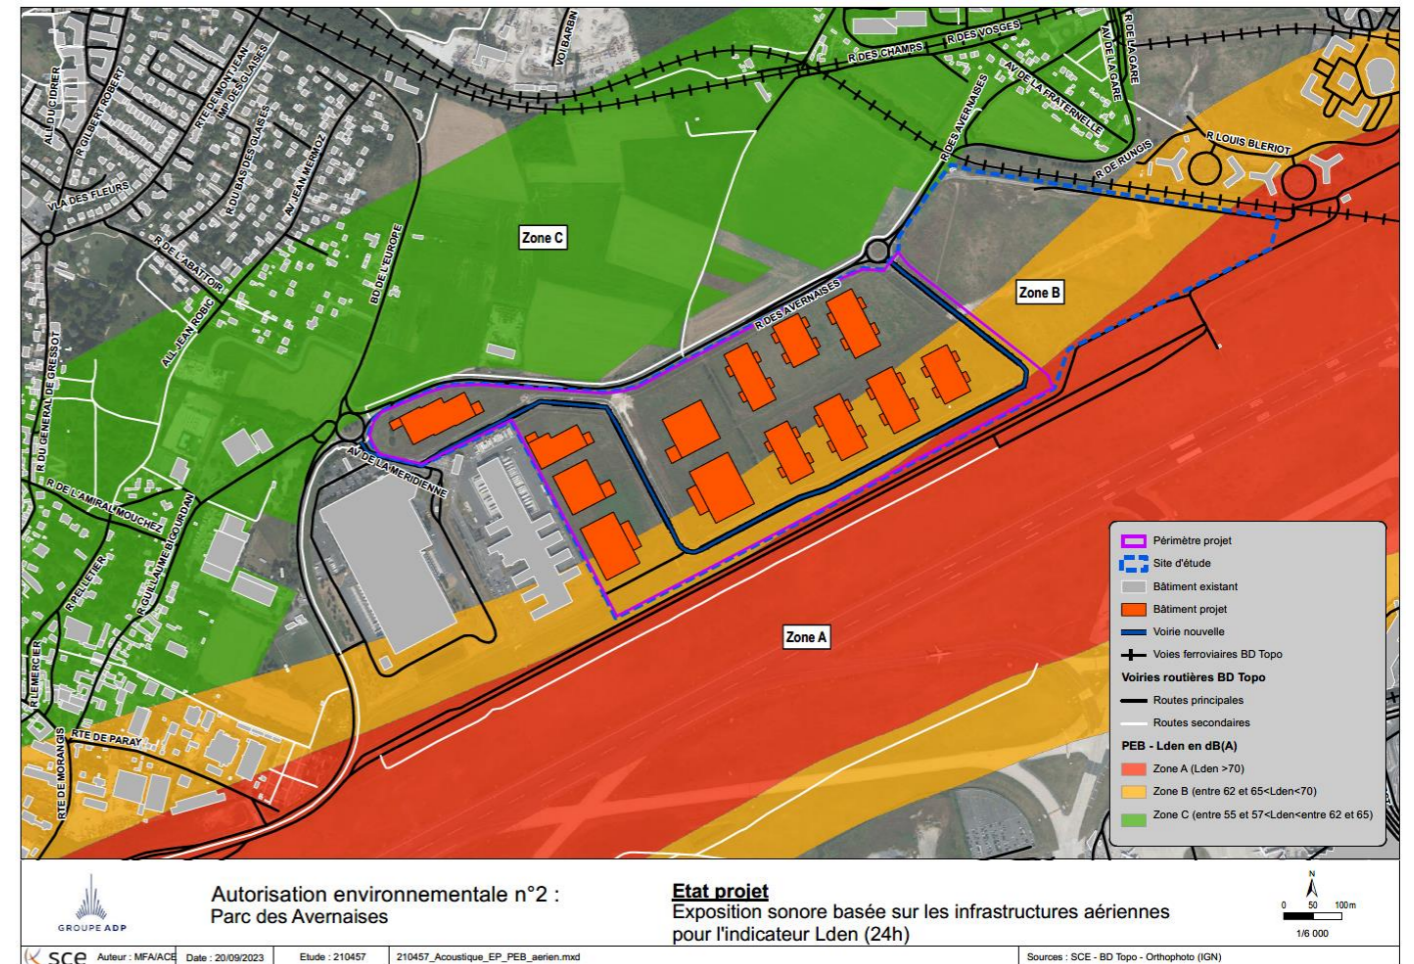 ALL DU CIDRIER
R GILBERT ROBERT
RTE DE MONTJEAN
IMP DES GLAISES
R DU BAS DES GLAISES
AV JEAN MERMOZ
VLA DES FLEURS
R DE L'ABATTOIR
ALL JEAN ROBIC
BD DE L'EUROPE
VOI BARBIN
R DES CHAMPS
R DES VOSGES
R DE LA GARE
AV DE LA GARE
AV DE LA FRATERNELLE
R DES AVERNAISES
R DE RUNGIS
R LOUIS BLERIOT
Zone C
Zone B
R DES AVERNAISES
R DU GENERAL DE GRESSOT
AV DE LA MERIDIENNE
R DE L'AMIRAL MOUCHEZ
R GUILLAUME BIGOURDAN
R PELLETIER
R LEMERCIER
RTE DE PARAY
RTE DE MORANGIS
Zone A
Périmètre projet
Site d'étude
Bâtiment existant
Bâtiment projet
Voirie nouvelle
Voies ferroviaires BD Topo
Voiries routières BD Topo
Routes principales
Routes secondaires
PEB - Lden en dB(A)
Zone A (Lden >70)
Zone B (entre 62 et 65<Lden<70)
Zone C (entre 55 et 57<Lden<entre 62 et 65)
GROUPE ADP
Autorisation environnementale n°2 :
Parc des Avernaises
Etat projet
Exposition sonore basée sur les infrastructures aériennes
pour l'indicateur Lden (24h)
N
0 50 100 m
1/6 000
sce
Auteur : MFA/ACE
Date : 20/09/2023
Etude : 210457
210457_Acoustique_EP_PEB_aerien.mxd
Sources : SCE - BD Topo - Orthophoto (IGN)